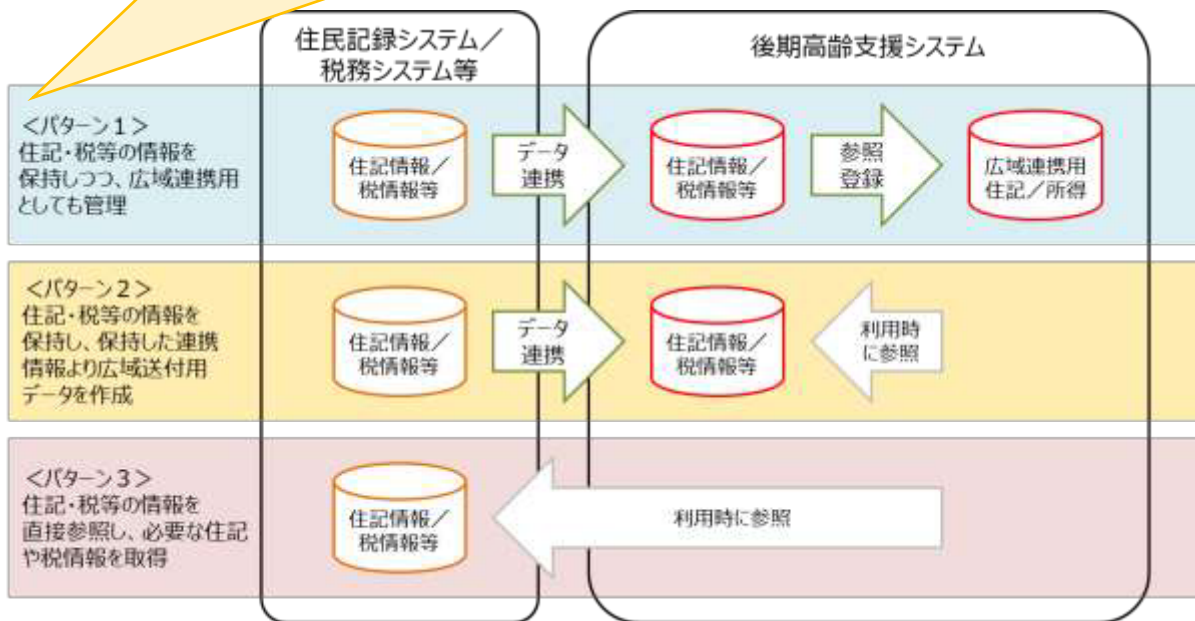 住民記録システム／
税務システム等
後期高齢支援システム
＜パターン１＞
住記・税等の情報を
保持しつつ、広域連携用
としても管理
住記情報／
税情報等
データ
連携
住記情報／
税情報等
参照
登録
広域連携用
住記／所得
＜パターン２＞
住記・税等の情報を
保持し、保持した連携
情報より広域送付用
データを作成
住記情報／
税情報等
データ
連携
住記情報／
税情報等
利用時
に参照
＜パターン３＞
住記・税等の情報を
直接参照し、必要な住記
や税情報を取得
住記情報／
税情報等
利用時に参照